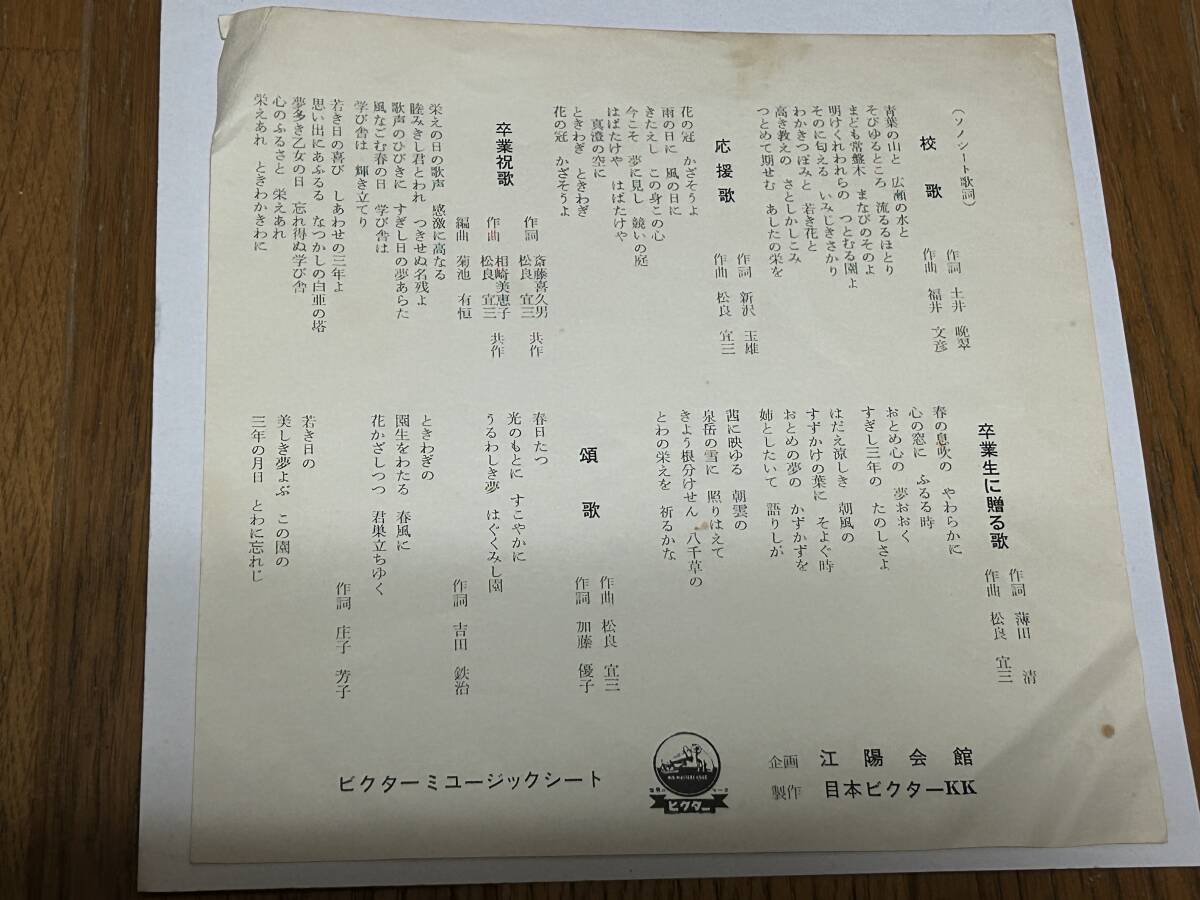 (ソノシート歌詞)
校歌
作詞 土井 晩翠
作曲 福井 文彦
青葉の山と 広瀬の水と
そびゆるところ 流るるほとり
まども常盤木 まなびのそのよ
明けくれわれらの つとむる園よ
そのに匂える いみじきさかり
わかきつぼみと 若き花と
高き教えの さとしかしこみ
つとめて期せむ あしたの栄を
応援歌
作詞 新沢 玉雄
作曲 松良 宜三
花の冠 かざそうよ
雨の日に 風の日に
きたえし この身この心
今こそ 夢に見し 競いの庭
はばたけや はばたけや
真澄の空に
ときわぎ ときわぎ
花の冠 かざそうよ
卒業祝歌
作詞 斎藤喜久男
松良 宜三 共作
作曲 相崎美恵子
松良 宜三 共作
編曲 菊池 有恒
栄えの日の歌声 感激に高なる
睦みきし君とわれ つきせぬ名残よ
歌声のひびきに すぎし日の夢あらた
風なごむ春の日 学び舎は
学び舎は 輝き立てり
若き日の喜び しあわせの三年よ
思い出にあふるる なつかしの白亜の塔
夢多き乙女の日 忘れ得ぬ学び舎
心のふるさと 栄えあれ
栄えあれ ときわかきわに
卒業生に贈る歌
作詞 薄田 清
作曲 松良 宜三
春の息吹の やわらかに
心の窓に ふるる時
おとめ心の 夢おおく
すぎし三年の たのしさよ
はだえ涼しき 朝風の
すずかけの葉に そよぐ時
おとめの夢の かずかずを
姉としたいて 語りしが
茜に映ゆる 朝雲の
泉岳の雪に 照りはえて
きよう根分けせん 八千草の
とわの栄えを 祈るかな
頌歌
作曲 松良 宜三
作詞 加藤 優子
春日たつ
光のもとに すこやかに
うるわしき夢 はぐくみし園
作詞 吉田 鉄治
ときわぎの
園生をわたる 春風に
花かざしつつ 君巣立ちゆく
作詞 庄子 芳子
若き日の
美しき夢よぶ この園の
三年の月日 とわに忘れじ
企画 江陽会館
製作 日本ビクターKK
HIS MASTER'S VOICE
ビクター
ビクターミュージックシート